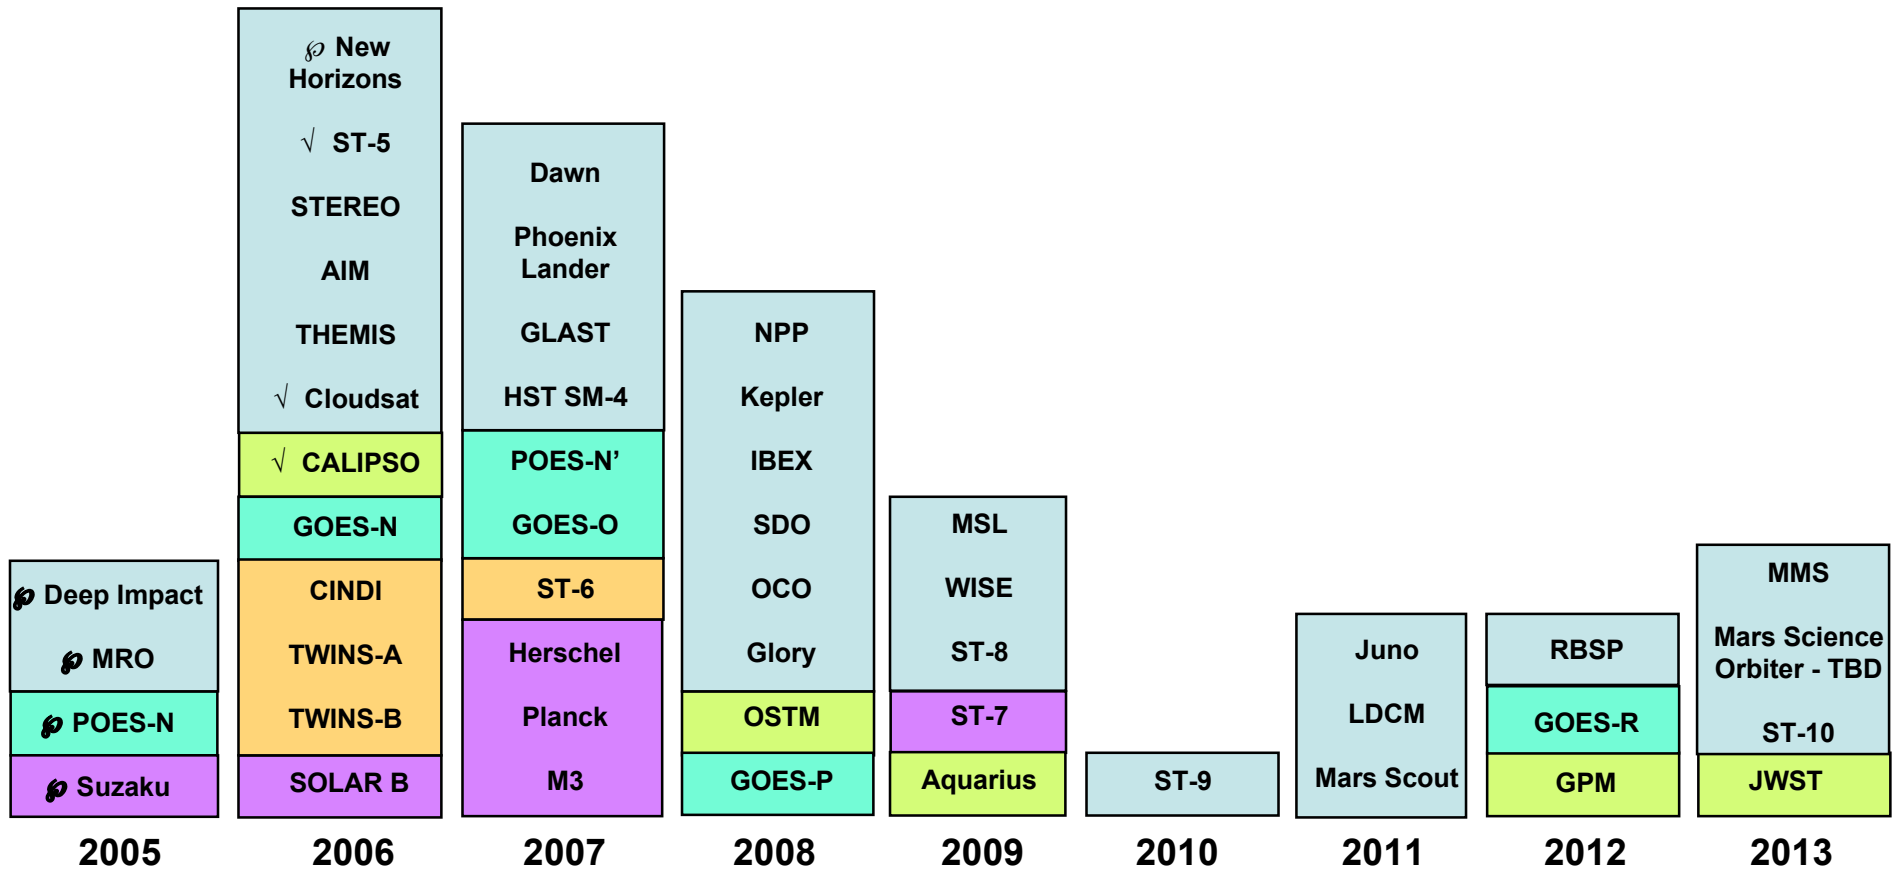 ℘ New
Horizons
√ ST-5
STEREO
AIM
THEMIS
√ Cloudsat
√ CALIPSO
GOES-N
CINDI
TWINS-A
TWINS-B
SOLAR B
Dawn
Phoenix
Lander
GLAST
HST SM-4
POES-N’
GOES-O
ST-6
Herschel
Planck
M3
NPP
Kepler
IBEX
SDO
OCO
Glory
OSTM
GOES-P
MSL
WISE
ST-8
ST-7
Aquarius
℘ Deep Impact
℘ MRO
℘ POES-N
℘ Suzaku
ST-9
Juno
LDCM
Mars Scout
RBSP
GOES-R
GPM
MMS
Mars Science
Orbiter - TBD
ST-10
JWST
2005 2006 2007 2008 2009 2010 2011 2012 2013